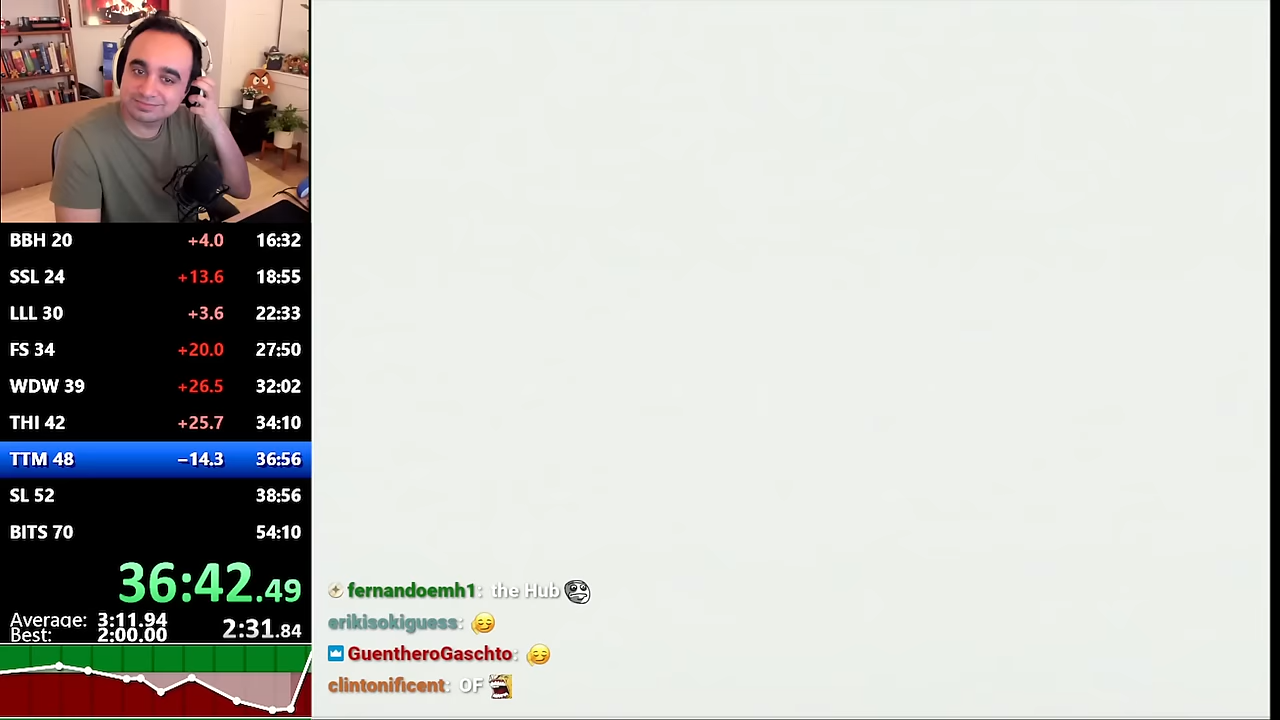 BBH 20 +4.0 16:32
SSL 24 +13.6 18:55
LLL 30 +3.6 22:33
FS 34 +20.0 27:50
WDW 39 +26.5 32:02
THI 42 +25.7 34:10
TTM 48 −14.3 36:56
SL 52 38:56
BITS 70 54:10
36:42.49
Average: 3:11.94
Best: 2:00.00
2:31.84
fernandoemh1: the Hub
erikisokiguess:
GuentheroGaschto:
clintonificent: OF